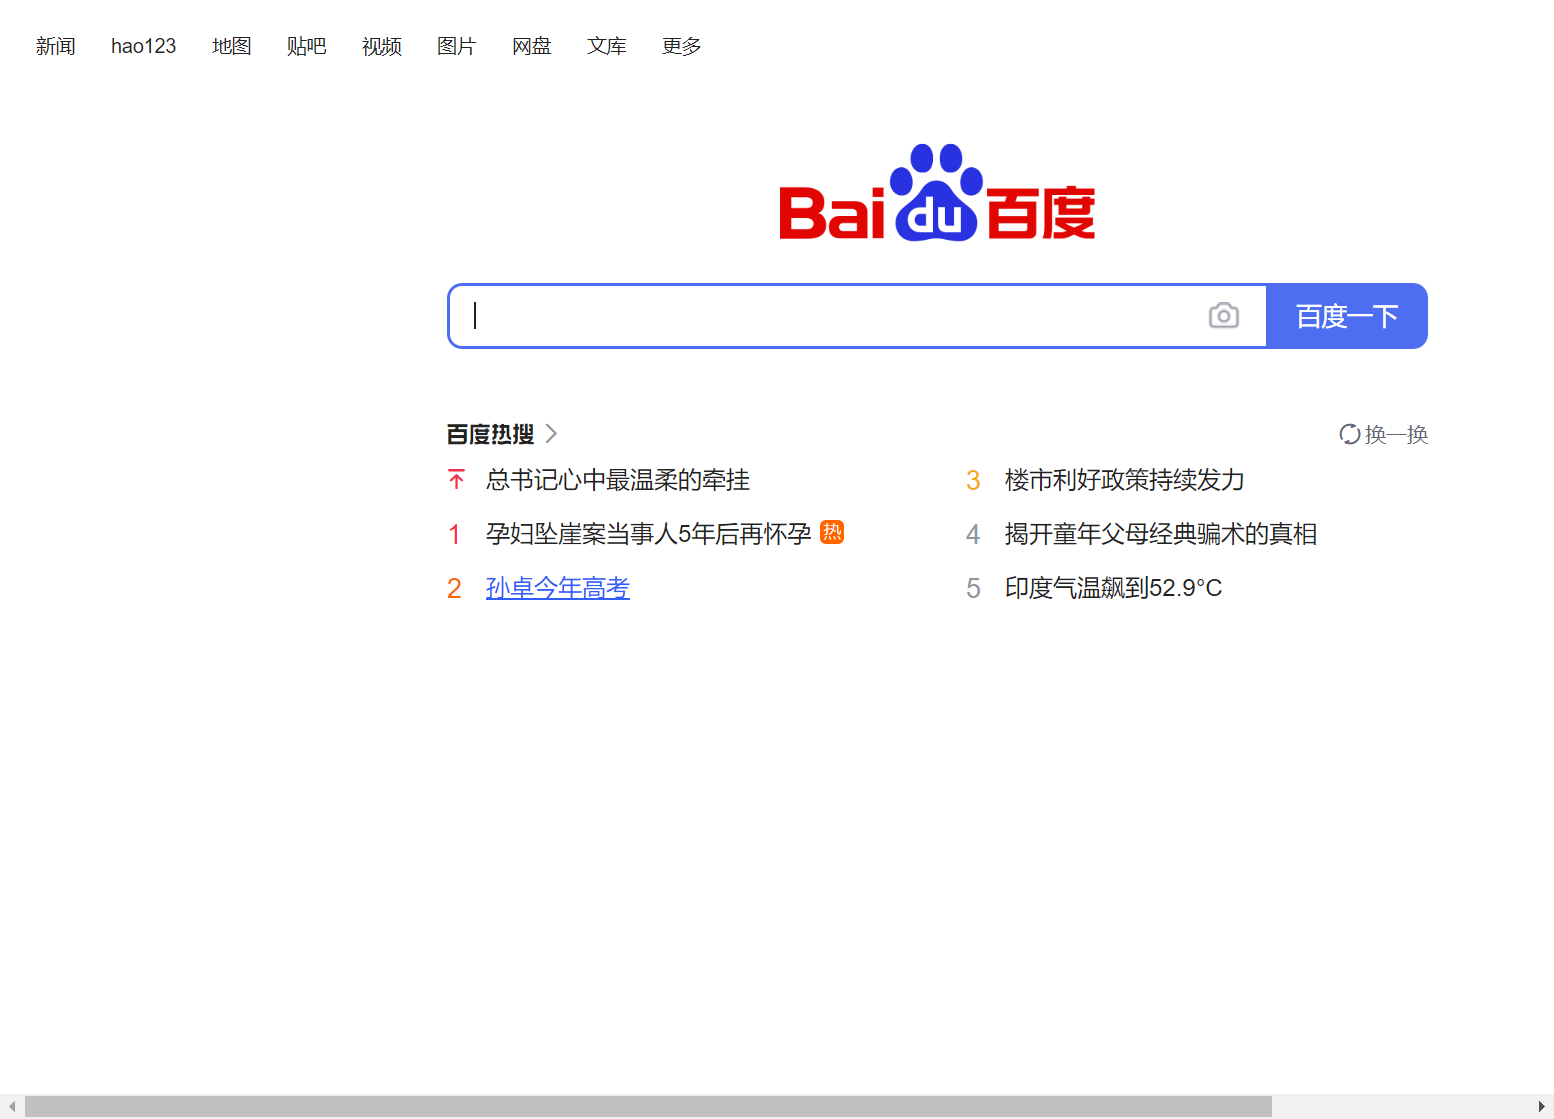 新闻 hao123 地图 贴吧 视频 图片 网盘 文库 更多
Bai du 百度
百度一下
百度热搜
换一换
总书记心中最温柔的牵挂
1 孕妇坠崖案当事人5年后再怀孕 热
2 孙卓今年高考
3 楼市利好政策持续发力
4 揭开童年父母经典骗术的真相
5 印度气温飙到52.9°C